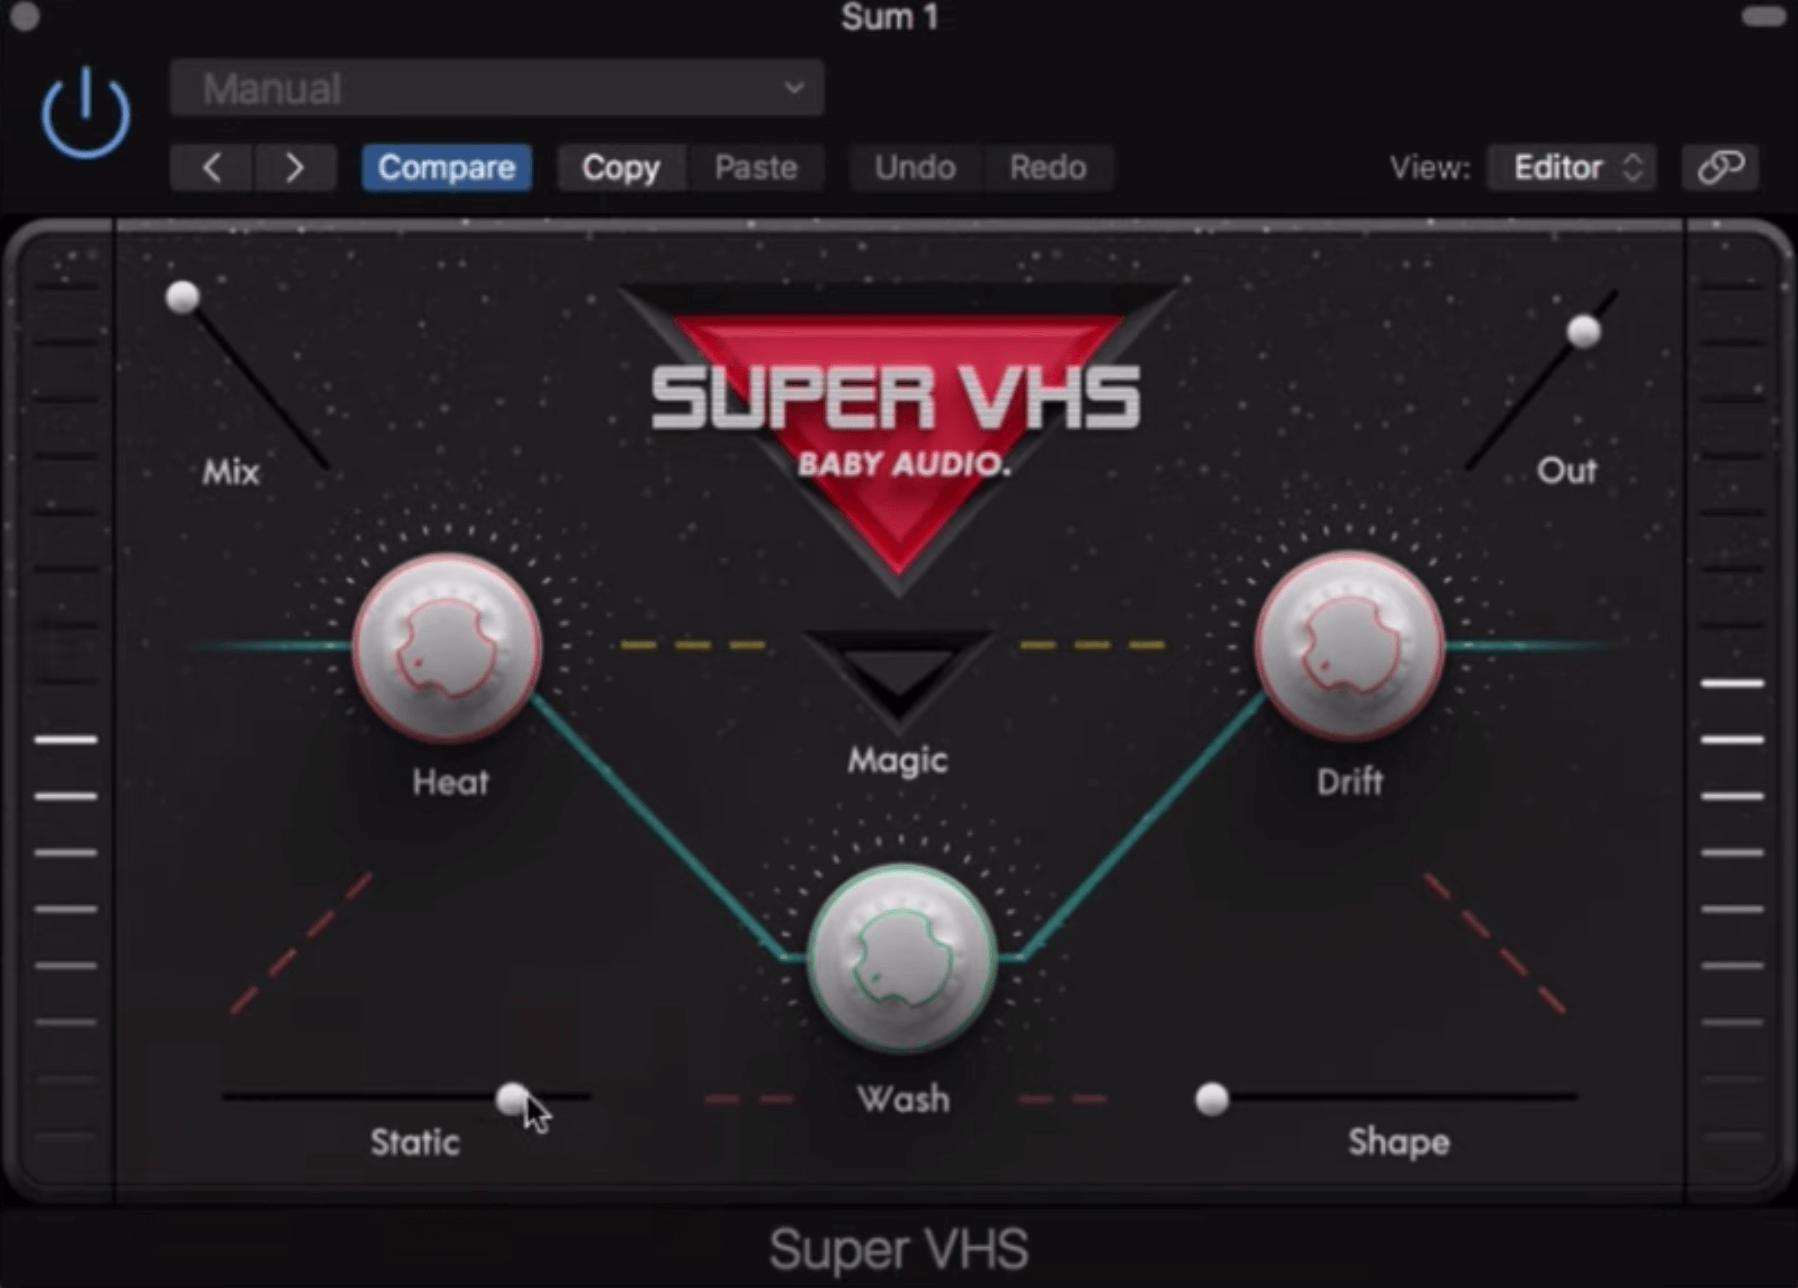 Sum 1
Manual
Compare Copy Paste Undo Redo View: Editor
SUPER VHS
BABY AUDIO.
Mix
Out
Heat
Magic
Drift
Wash
Static
Shape
Super VHS